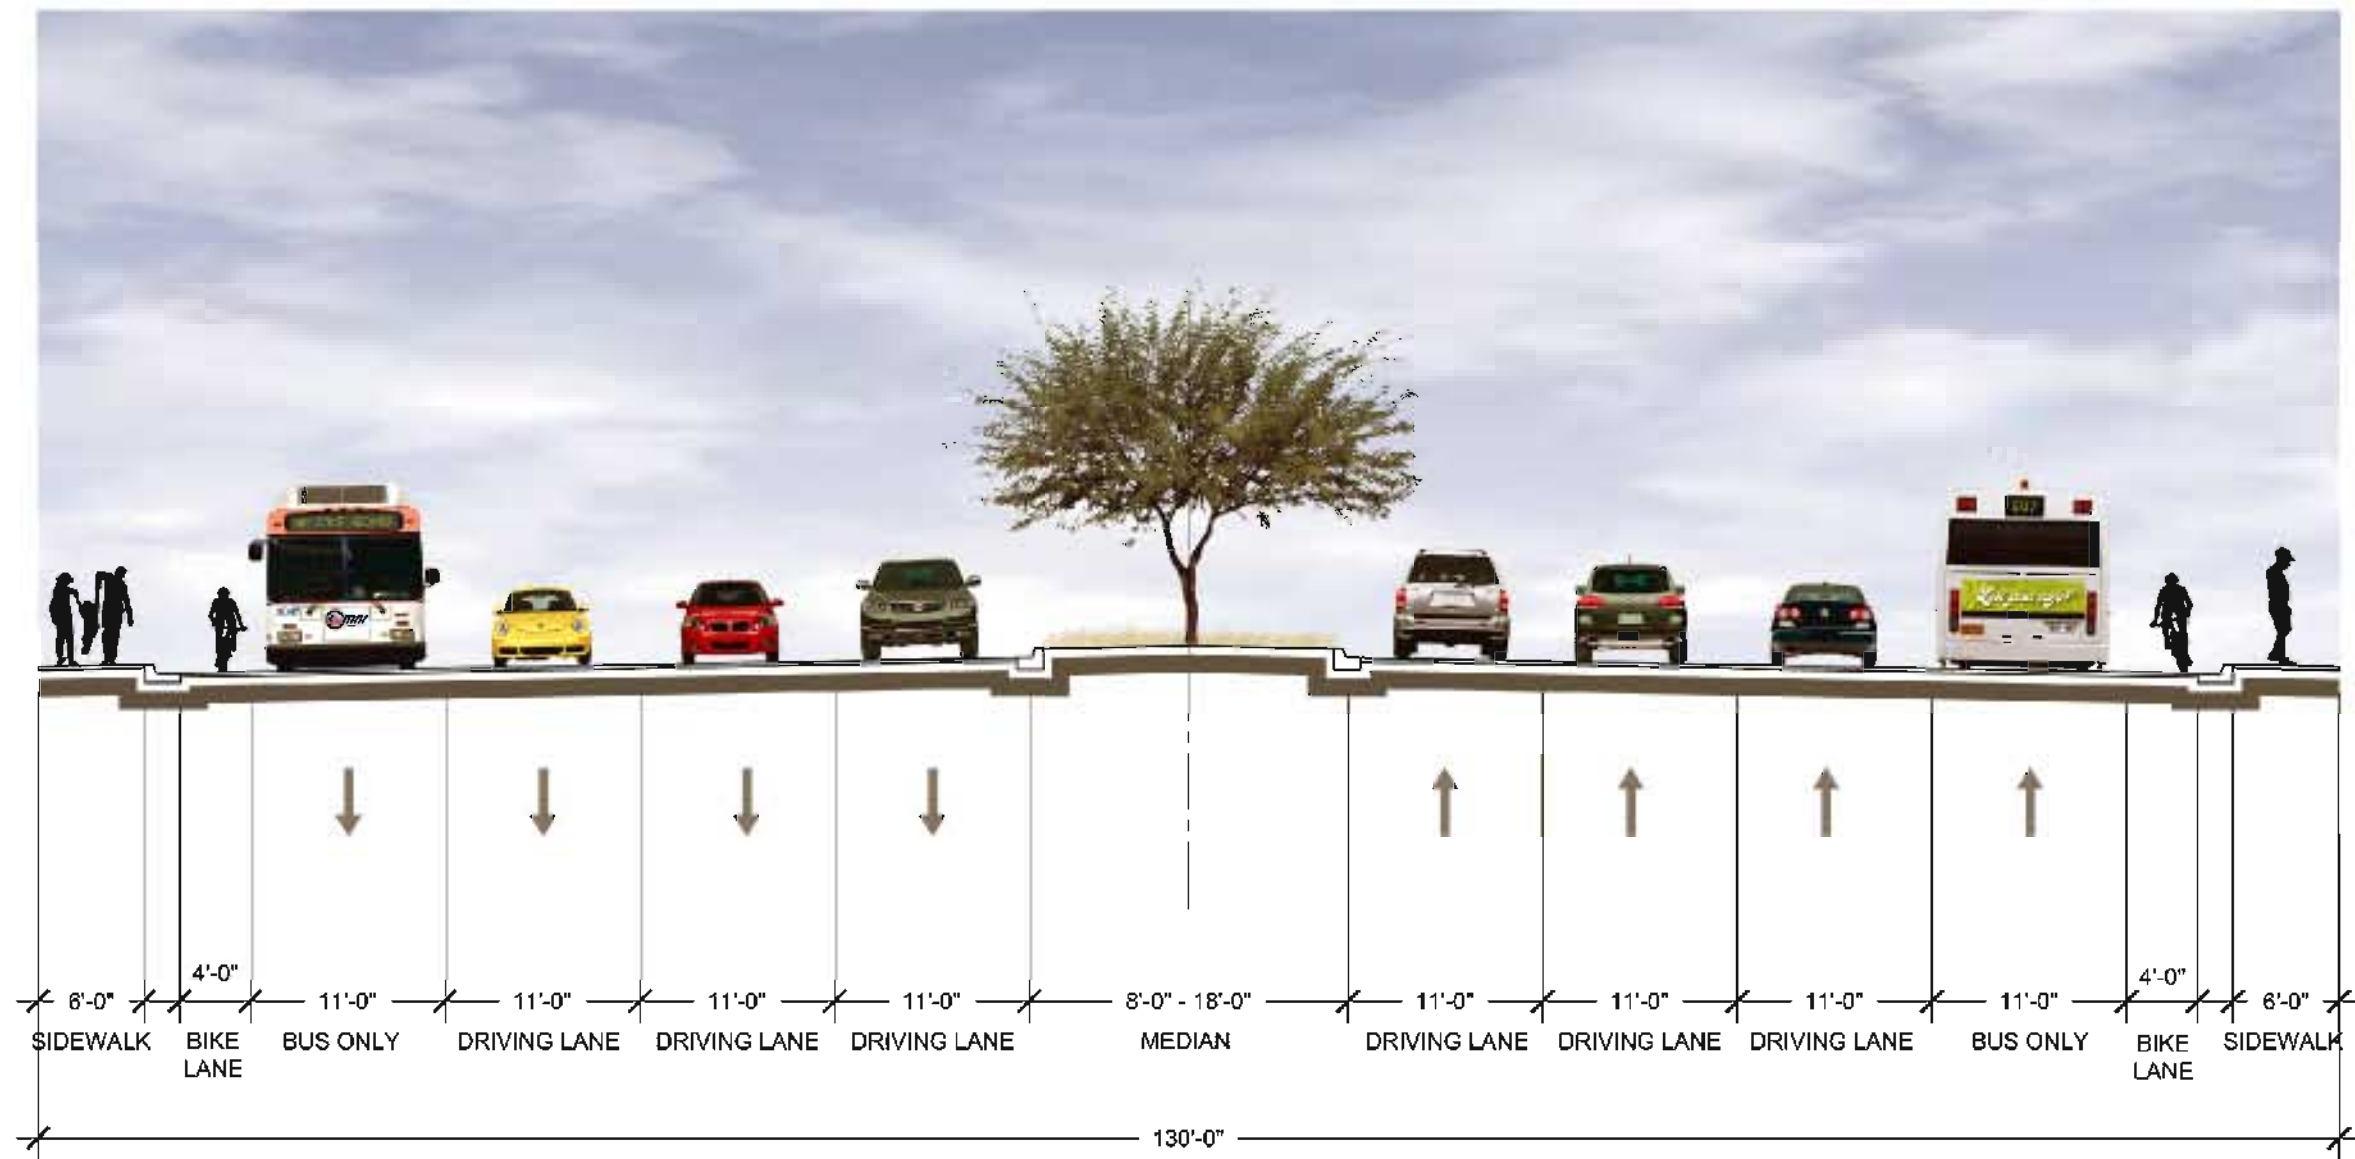 4'-0"
4'-0"
6'-0" 11'-0" 11'-0" 11'-0" 11'-0" 8'-0" - 18'-0" 11'-0" 11'-0" 11'-0" 11'-0" 6'-0"
SIDEWALK BIKE LANE BUS ONLY DRIVING LANE DRIVING LANE DRIVING LANE MEDIAN DRIVING LANE DRIVING LANE DRIVING LANE BUS ONLY BIKE LANE SIDEWALK
130'-0"